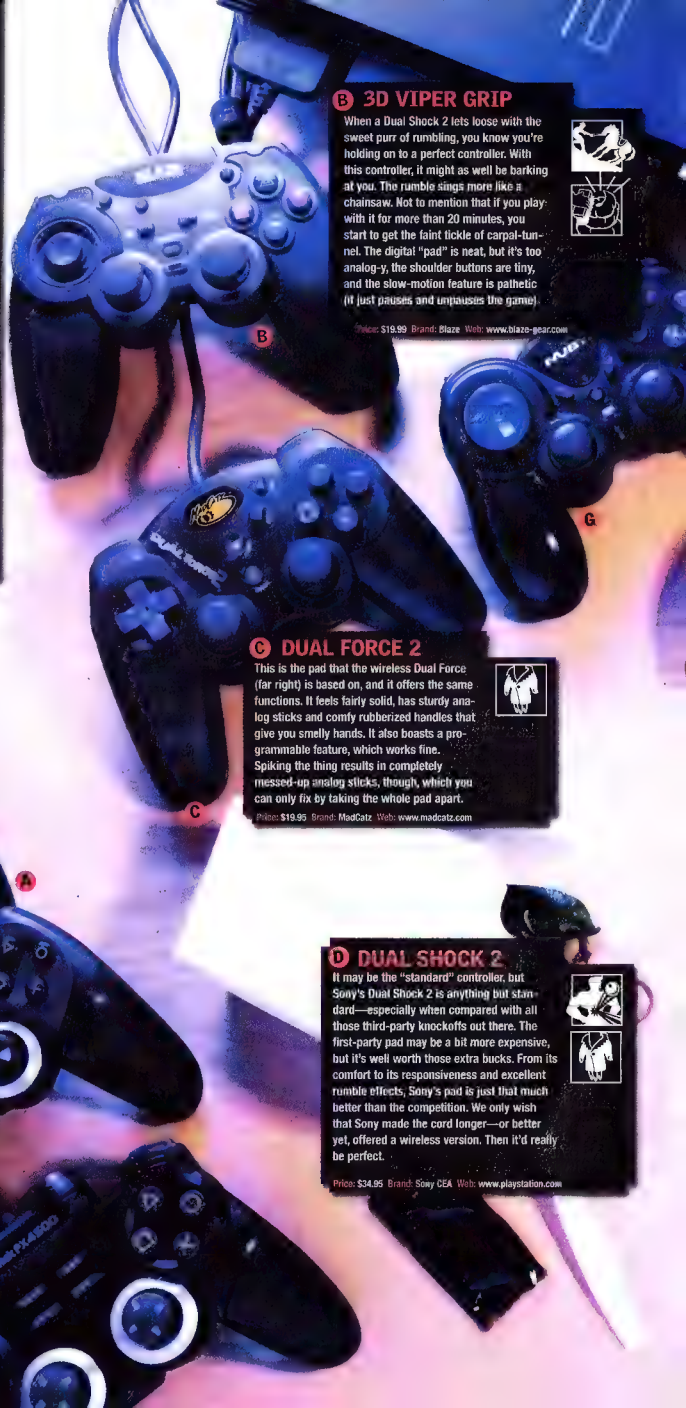 B 3D VIPER GRIP
When a Dual Shock 2 lets loose with the
sweet purr of rumbling, you know you're
holding on to a perfect controller. With
this controller, it might as well be barking
at you. The rumble sings more like a
chainsaw. Not to mention that if you play
with it for more than 20 minutes, you
start to get the faint tickle of carpal-tun-
nel. The digital "pad" is neat, but it's too
analog-y, the shoulder buttons are tiny,
and the slow-motion feature is pathetic
(it just pauses and unpauses the game)
Price: $19.99 Brand: Blaze Web: www.blaze-gear.com
B
G
MadCatz
DUAL FORCE 2
C DUAL FORCE 2
This is the pad that the wireless Dual Force
(far right) is based on, and it offers the same
functions. It feels fairly solid, has sturdy ana-
log sticks and comfy rubberized handles that
give you smelly hands. It also boasts a pro-
grammable feature, which works fine.
Spiking the thing results in completely
messed-up analog sticks, though, which you
can only fix by taking the whole pad apart.
Price: $19.95 Brand: MadCatz Web: www.madcatz.com
C
A
D DUAL SHOCK 2
It may be the "standard" controller, but
Sony's Dual Shock 2 is anything but stan-
dard—especially when compared with all
those third-party knockoffs out there. The
first-party pad may be a bit more expensive,
but it's well worth those extra bucks. From its
comfort to its responsiveness and excellent
rumble effects, Sony's pad is just that much
better than the competition. We only wish
that Sony made the cord longer—or better
yet, offered a wireless version. Then it'd really
be perfect.
Price: $34.95 Brand: Sony CEA Web: www.playstation.com